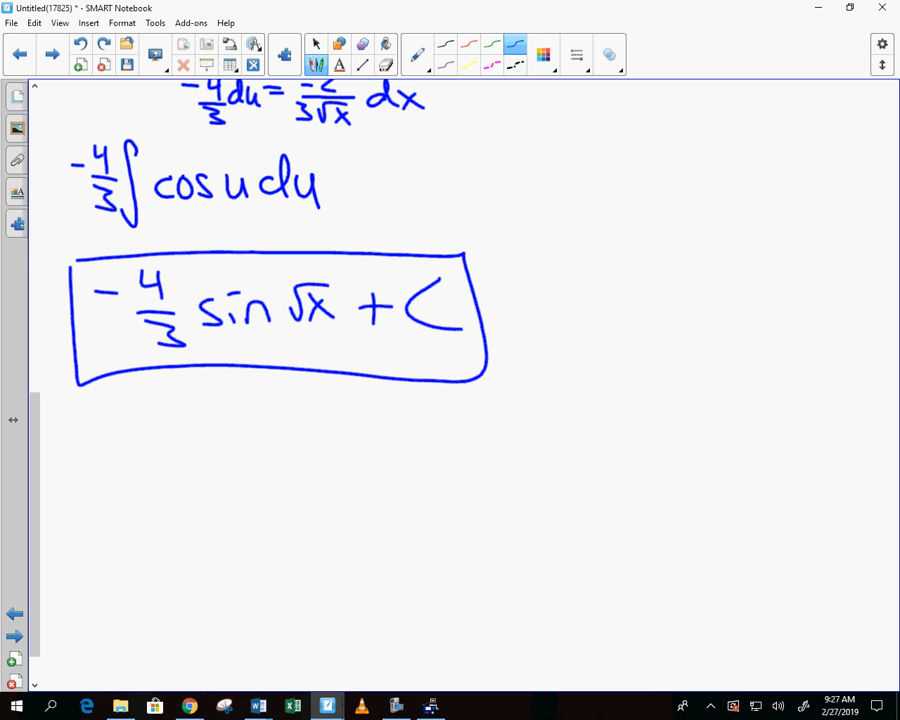 Untitled(17825) * - SMART Notebook
File Edit View Insert Format Tools Add-ons Help
-4/3 du = -2/3√x dx
-4/3 ∫ cos u du
- 4/3 sin √x + C
9:27 AM
2/27/2019